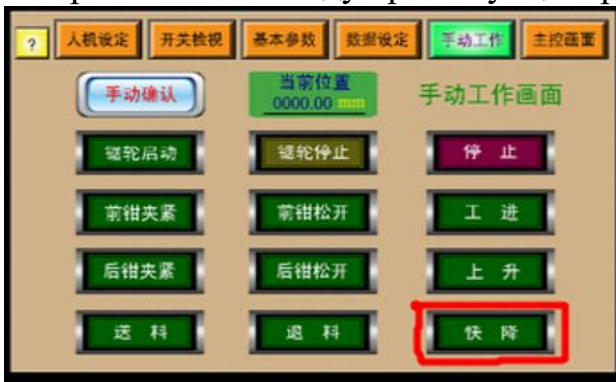 ? 人机设定 开关检视 基本参数 数据设定 手动工作 主控画面
手动确认 当前位置 手动工作画面
0000.00 mm
锯轮启动 锯轮停止 停 止
前钳夹紧 前钳松开 工 进
后钳夹紧 后钳松开 上 升
送 料 退 料 快 降